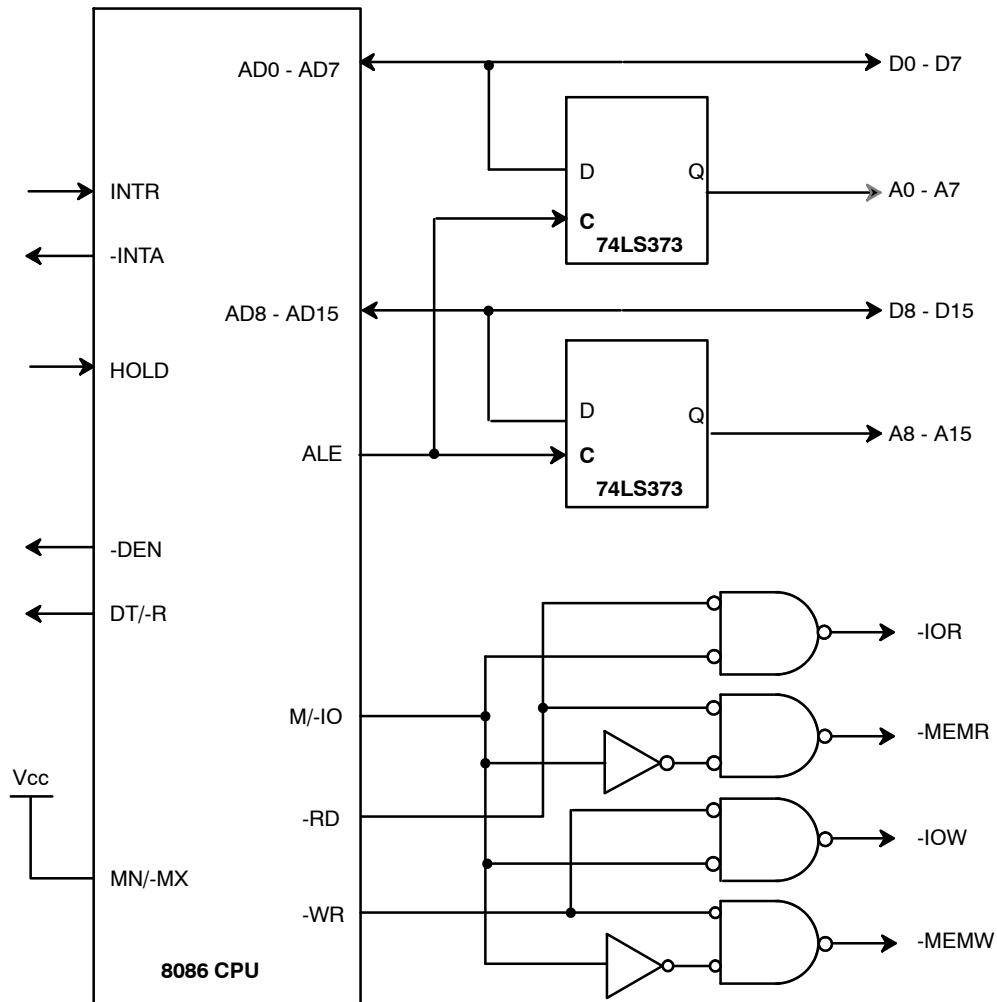 AD0 - AD7
D0 - D7
D
Q
INTR
A0 - A7
C
74LS373
-INTA
AD8 - AD15
D8 - D15
HOLD
D
Q
A8 - A15
ALE
C
74LS373
-DEN
DT/-R
-IOR
M/-IO
-MEMR
Vcc
-RD
-IOW
MN/-MX
-WR
-MEMW
8086 CPU